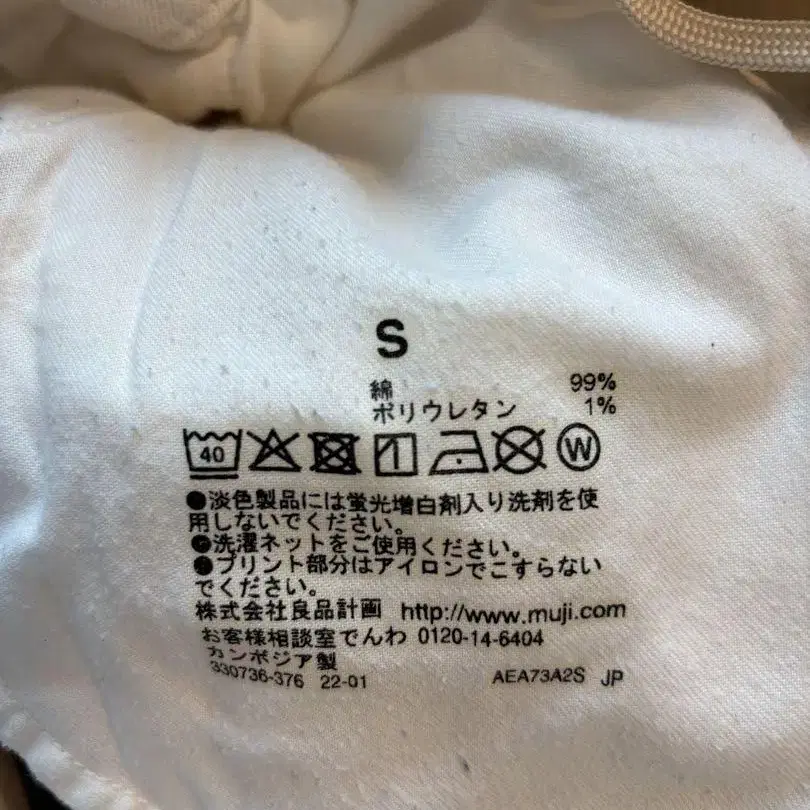 S
綿 99%
ポリウレタン 1%
40 W
●淡色製品には蛍光増白剤入り洗剤を使
用しないでください。
●洗濯ネットをご使用ください。
●プリント部分はアイロンでこすらない
でください。
株式会社良品計画 http://www.muji.com
お客様相談室でんわ 0120-14-6404
カンボジア製
330736-376 22-01 AEA73A2S JP